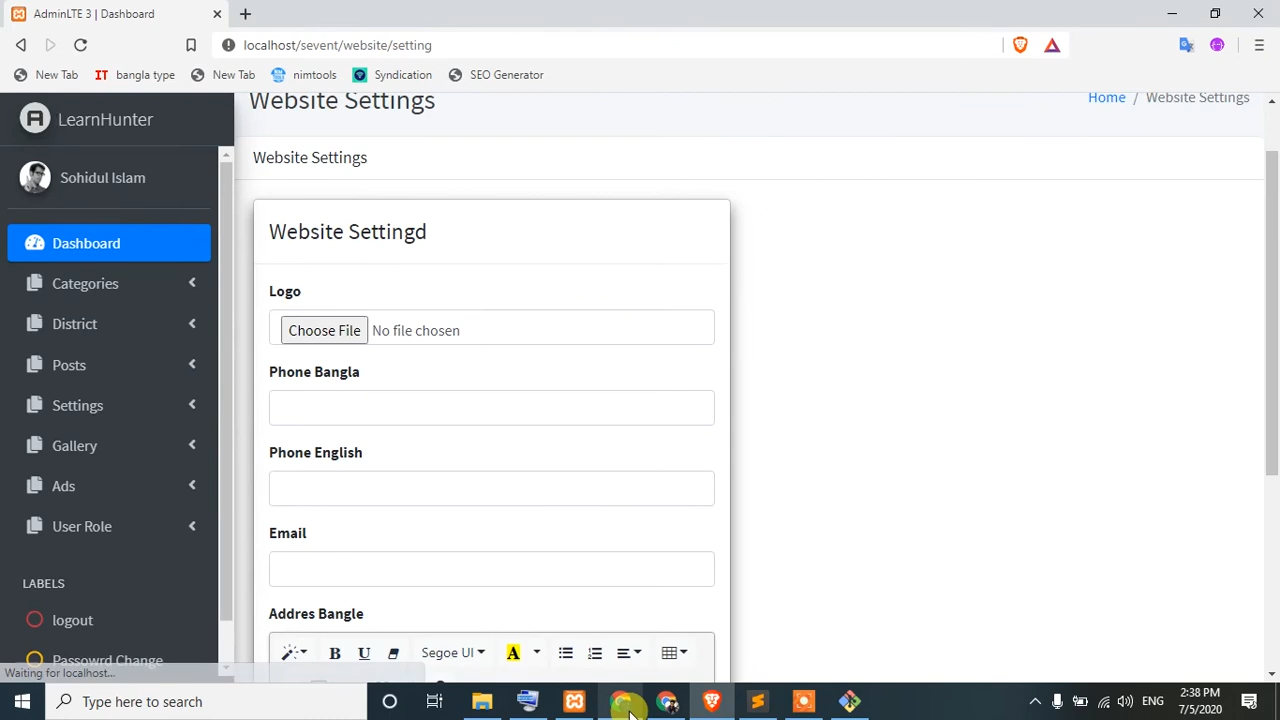 AdminLTE 3 | Dashboard
localhost/sevent/website/setting
New Tab
bangla type
New Tab
nimtools
Syndication
SEO Generator
LearnHunter
Website Settings
Home / Website Settings
Website Settings
Sohidul Islam
Website Settingd
Dashboard
Categories
Logo
District
Choose File No file chosen
Posts
Phone Bangla
Settings
Gallery
Phone English
Ads
User Role
Email
LABELS
logout
Addres Bangle
Passowrd Change
B U Segoe UI A
Waiting for localhost...
Type here to search
ENG
2:38 PM
7/5/2020